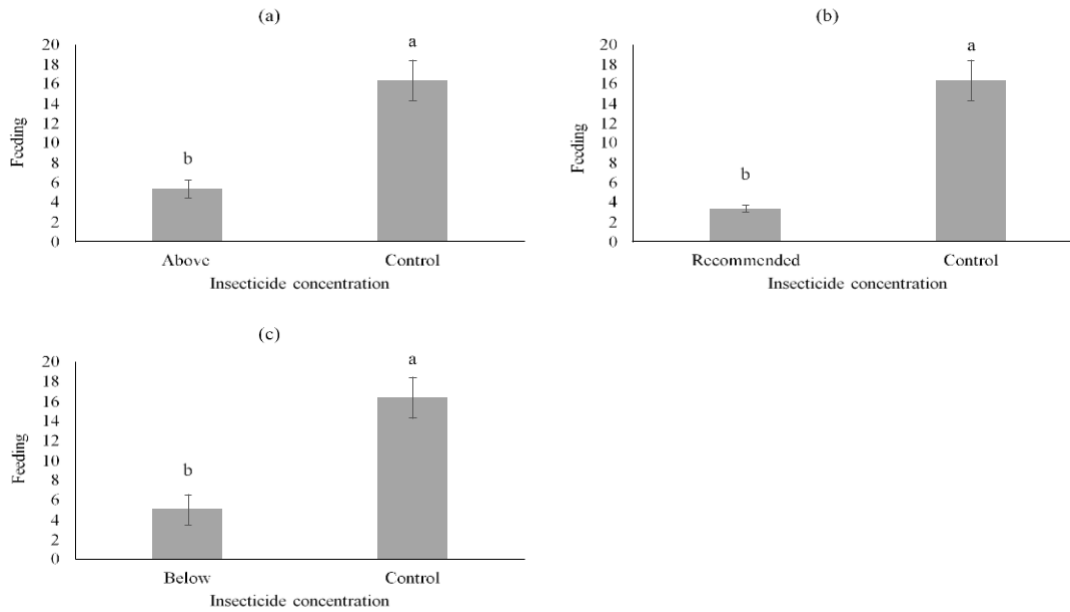 (a)
20
18
16
14
12
10
8
6
4
2
0
Feeding
b
a
Above
Control
Insecticide concentration
(b)
20
18
16
14
12
10
8
6
4
2
0
Feeding
b
a
Recommended
Control
Insecticide concentration
(c)
20
18
16
14
12
10
8
6
4
2
0
Feeding
b
a
Below
Control
Insecticide concentration